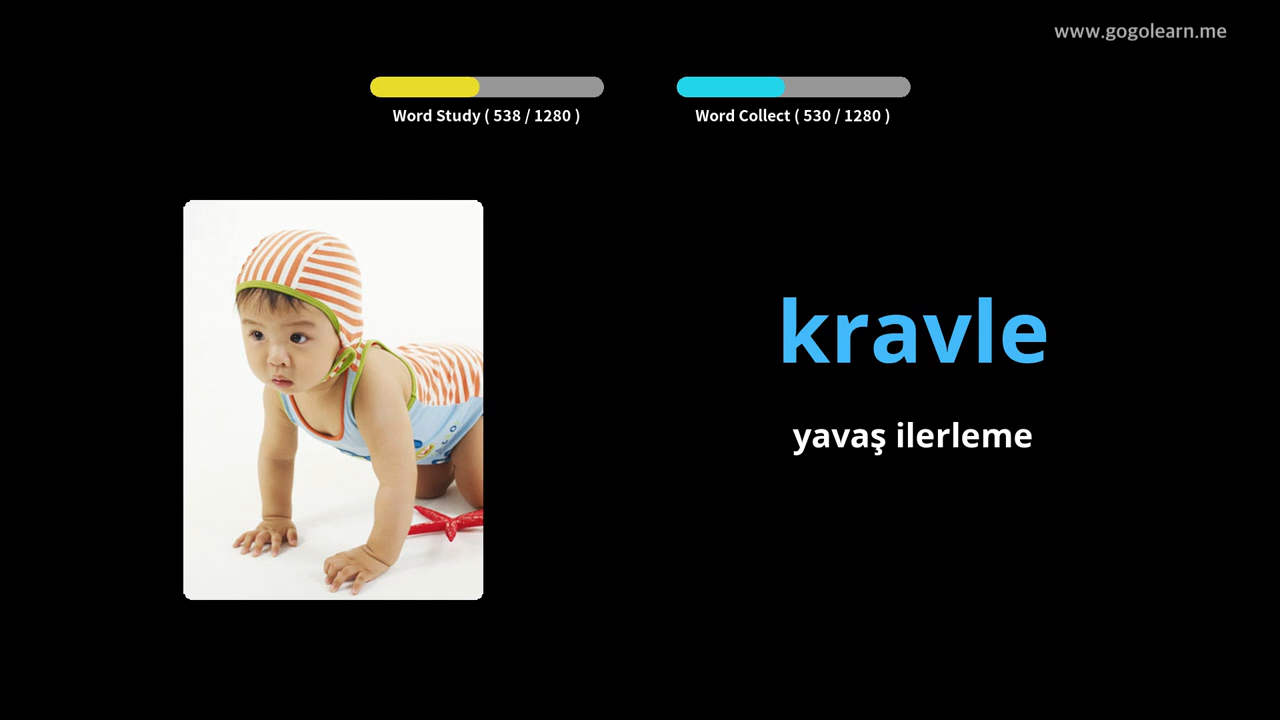 www.gogolearn.me
Word Study ( 538 / 1280 )
Word Collect ( 530 / 1280 )
kravle
yavaş ilerleme